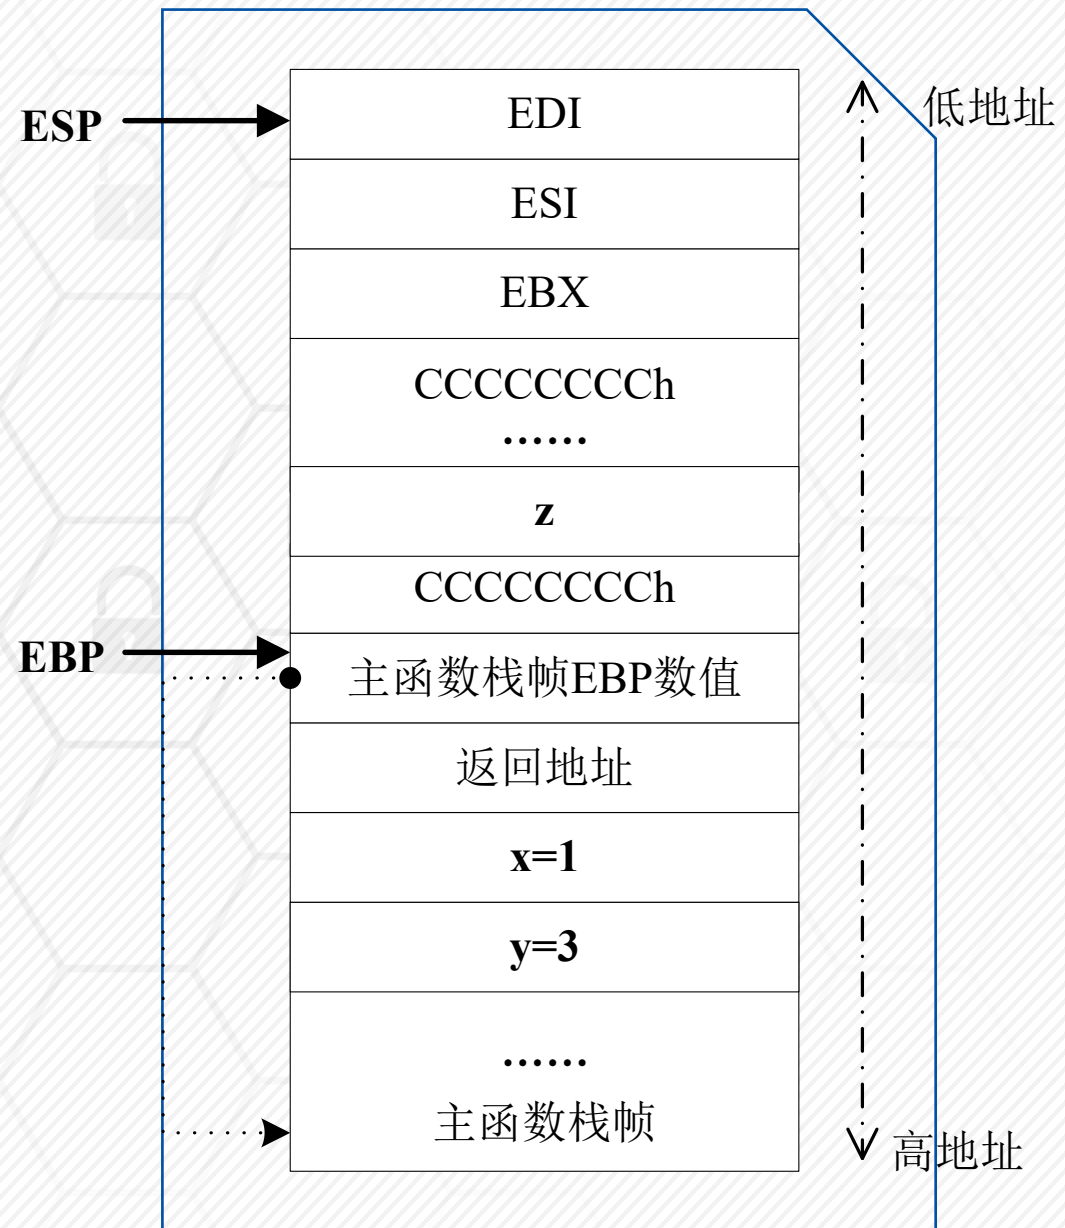 低地址
ESP
EDI
ESI
EBX
CCCCCCCCh
……
z
CCCCCCCCh
EBP
主函数栈帧EBP数值
返回地址
x=1
y=3
……
主函数栈帧
高地址